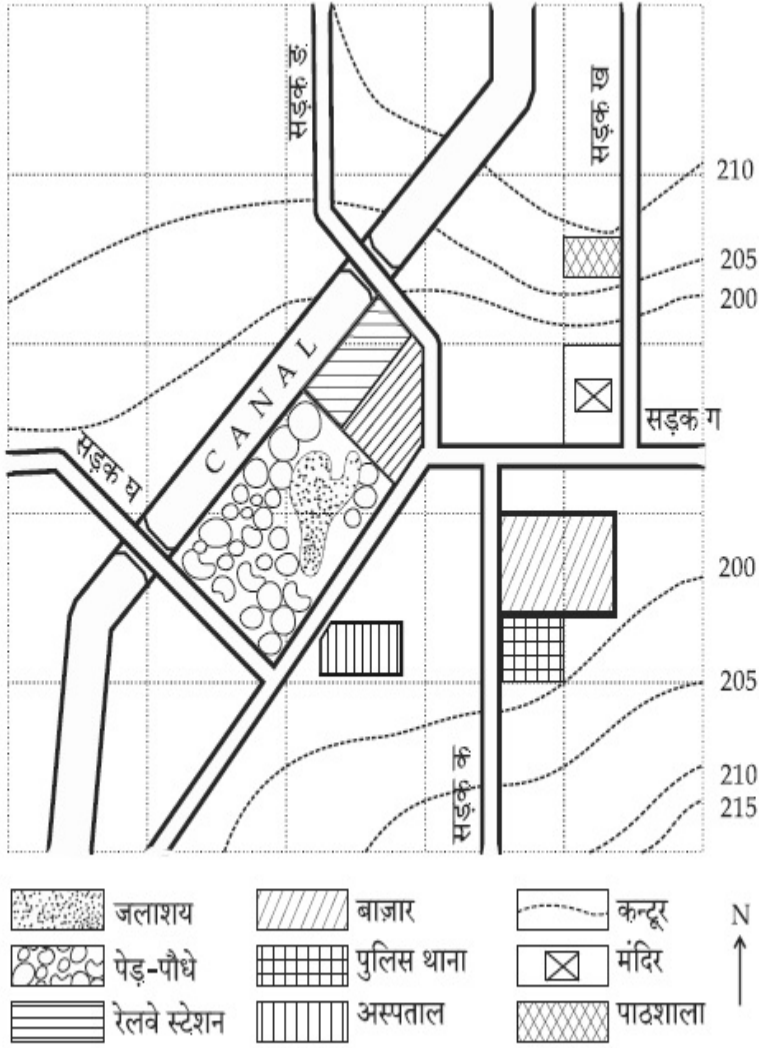 सड़क ङ
सड़क ख
210
205
200
CANAL
सड़क ग
सड़क घ
200
205
सड़क क
210
215
जलाशय
बाज़ार
कन्टूर
N
पेड़-पौधे
पुलिस थाना
मंदिर
रेलवे स्टेशन
अस्पताल
पाठशाला